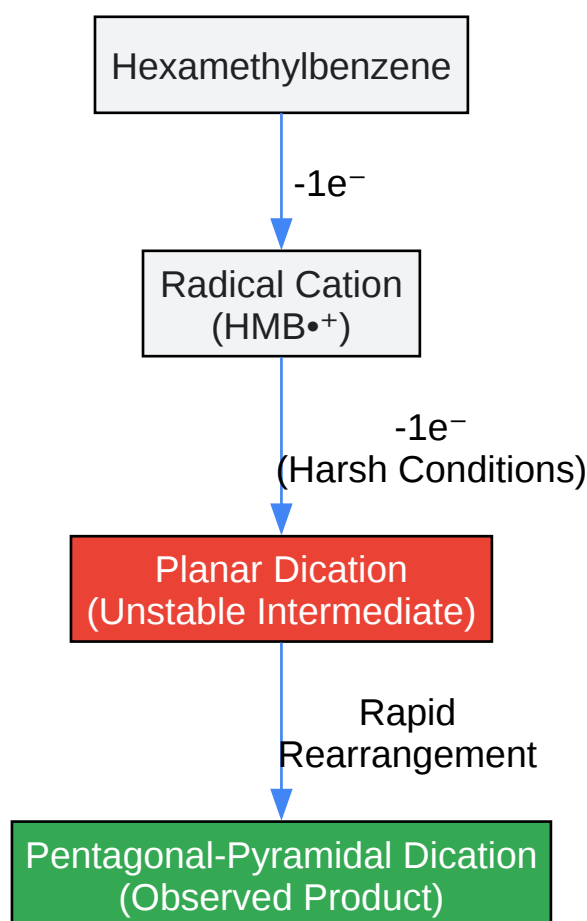 Hexamethylbenzene
-1e⁻
Radical Cation
(HMB•⁺)
-1e⁻
(Harsh Conditions)
Planar Dication
(Unstable Intermediate)
Rapid
Rearrangement
Pentagonal-Pyramidal Dication
(Observed Product)